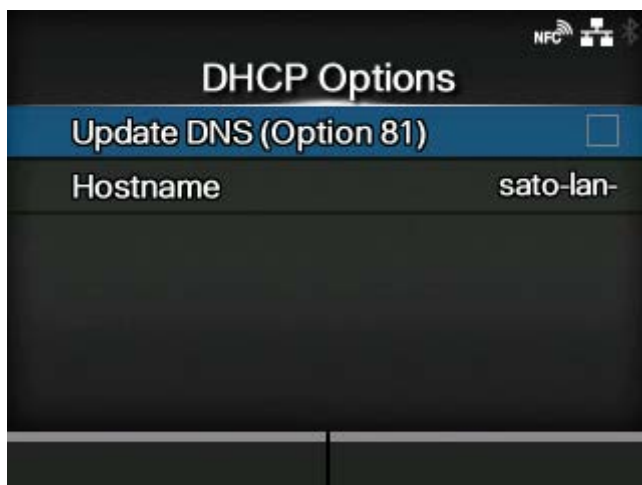 NFC
DHCP Options
Update DNS (Option 81)
Hostname sato-lan-